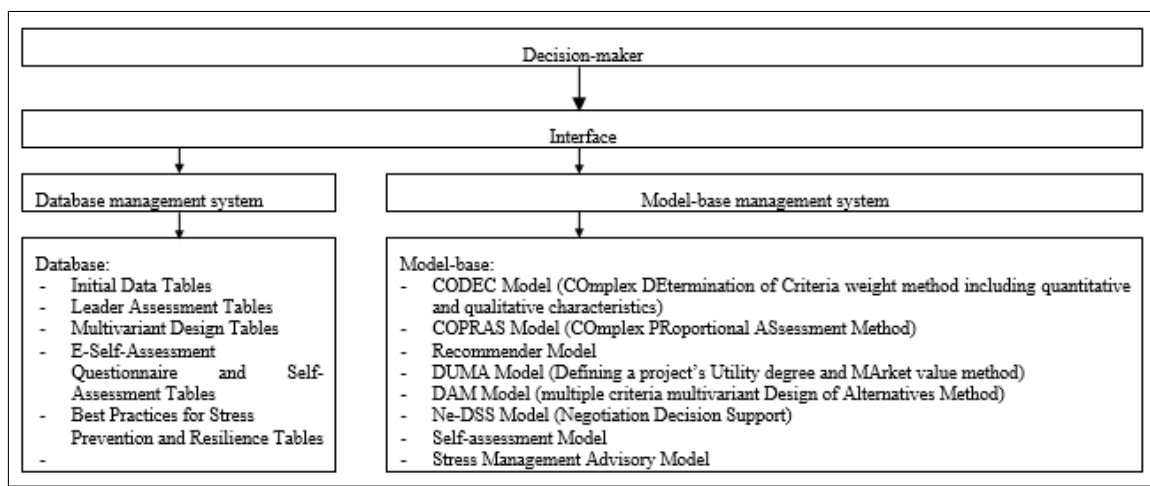 Decision-maker
Interface
Database management system
Model-base management system
Database:
- Initial Data Tables
- Leader Assessment Tables
- Multivariant Design Tables
- E-Self-Assessment
Questionnaire and Self-
Assessment Tables
- Best Practices for Stress
Prevention and Resilience Tables
-
Model-base:
- CODEC Model (COmplex DEtermination of Criteria weight method including quantitative
and qualitative characteristics)
- COPRAS Model (COmplex PRoportional ASsessment Method)
- Recommender Model
- DUMA Model (Defining a project's Utility degree and MArket value method)
- DAM Model (multiple criteria multivariant Design of Alternatives Method)
- Ne-DSS Model (Negotiation Decision Support)
- Self-assessment Model
- Stress Management Advisory Model